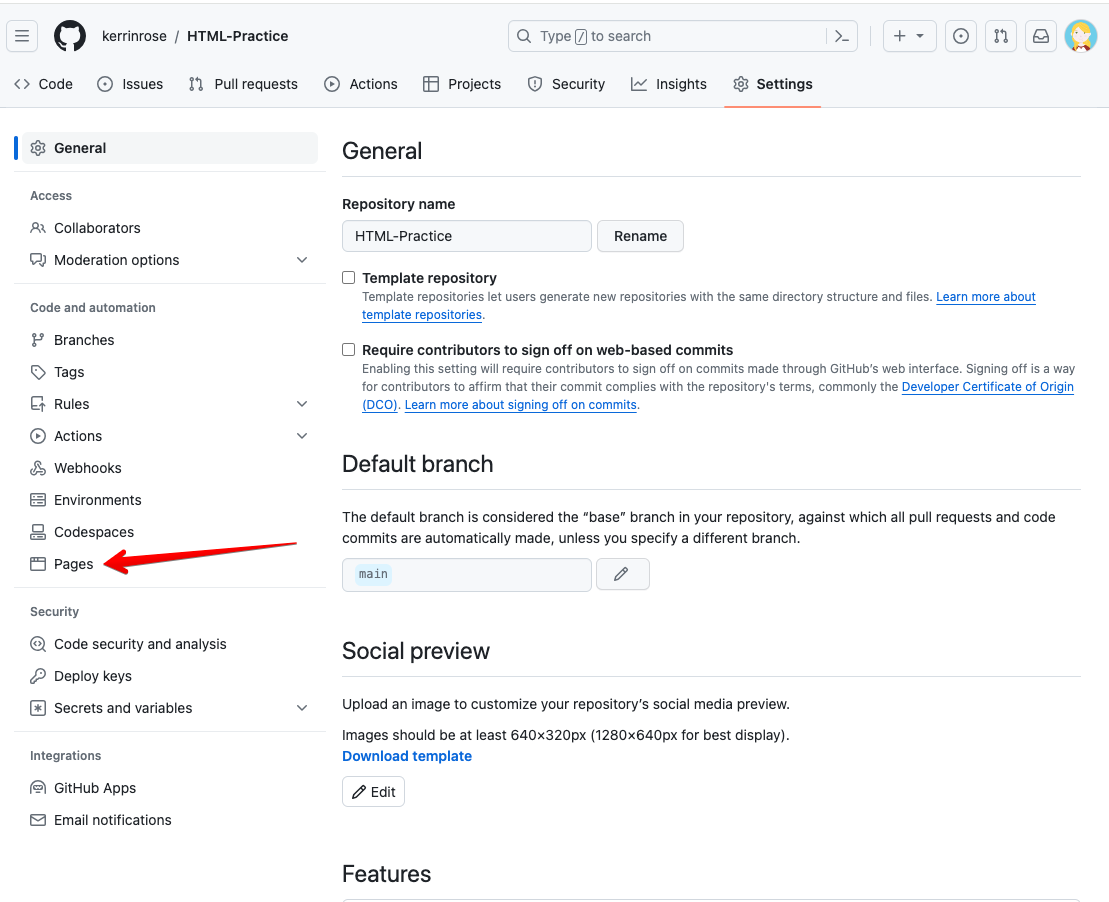 kerrinrose / HTML-Practice
Type / to search
Code
Issues
Pull requests
Actions
Projects
Security
Insights
Settings
General
Access
Collaborators
Moderation options
Code and automation
Branches
Tags
Rules
Actions
Webhooks
Environments
Codespaces
Pages
Security
Code security and analysis
Deploy keys
Secrets and variables
Integrations
GitHub Apps
Email notifications
General
Repository name
HTML-Practice
Rename
Template repository
Template repositories let users generate new repositories with the same directory structure and files. Learn more about
template repositories.
Require contributors to sign off on web-based commits
Enabling this setting will require contributors to sign off on commits made through GitHub’s web interface. Signing off is a way
for contributors to affirm that their commit complies with the repository's terms, commonly the Developer Certificate of Origin
(DCO). Learn more about signing off on commits.
Default branch
The default branch is considered the “base” branch in your repository, against which all pull requests and code
commits are automatically made, unless you specify a different branch.
main
Social preview
Upload an image to customize your repository’s social media preview.
Images should be at least 640×320px (1280×640px for best display).
Download template
Edit
Features